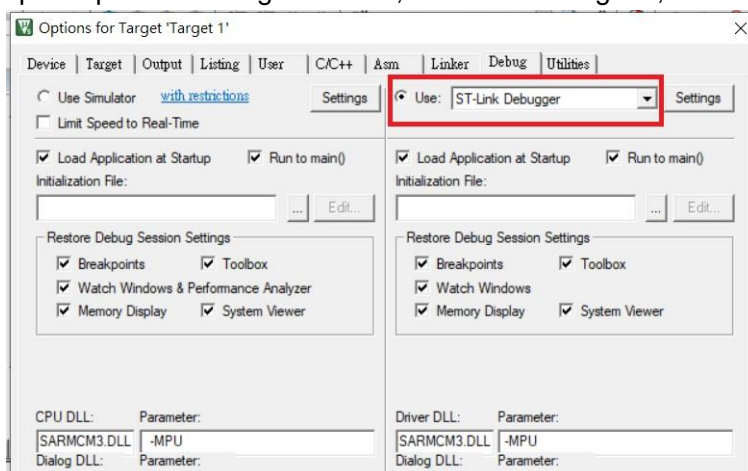 Options for Target 'Target 1'
Device Target Output Listing User C/C++ Asm Linker Debug Utilities
Use Simulator with restrictions Settings Use: ST-Link Debugger Settings
Limit Speed to Real-Time
Load Application at Startup Run to main() Load Application at Startup Run to main()
Initialization File: Initialization File:
... Edit... ... Edit...
Restore Debug Session Settings Restore Debug Session Settings
Breakpoints Toolbox Breakpoints Toolbox
Watch Windows & Performance Analyzer Watch Windows
Memory Display System Viewer Memory Display System Viewer
CPU DLL: Parameter: Driver DLL: Parameter:
SARMCM3.DLL -MPU SARMCM3.DLL -MPU
Dialog DLL: Parameter: Dialog DLL: Parameter: